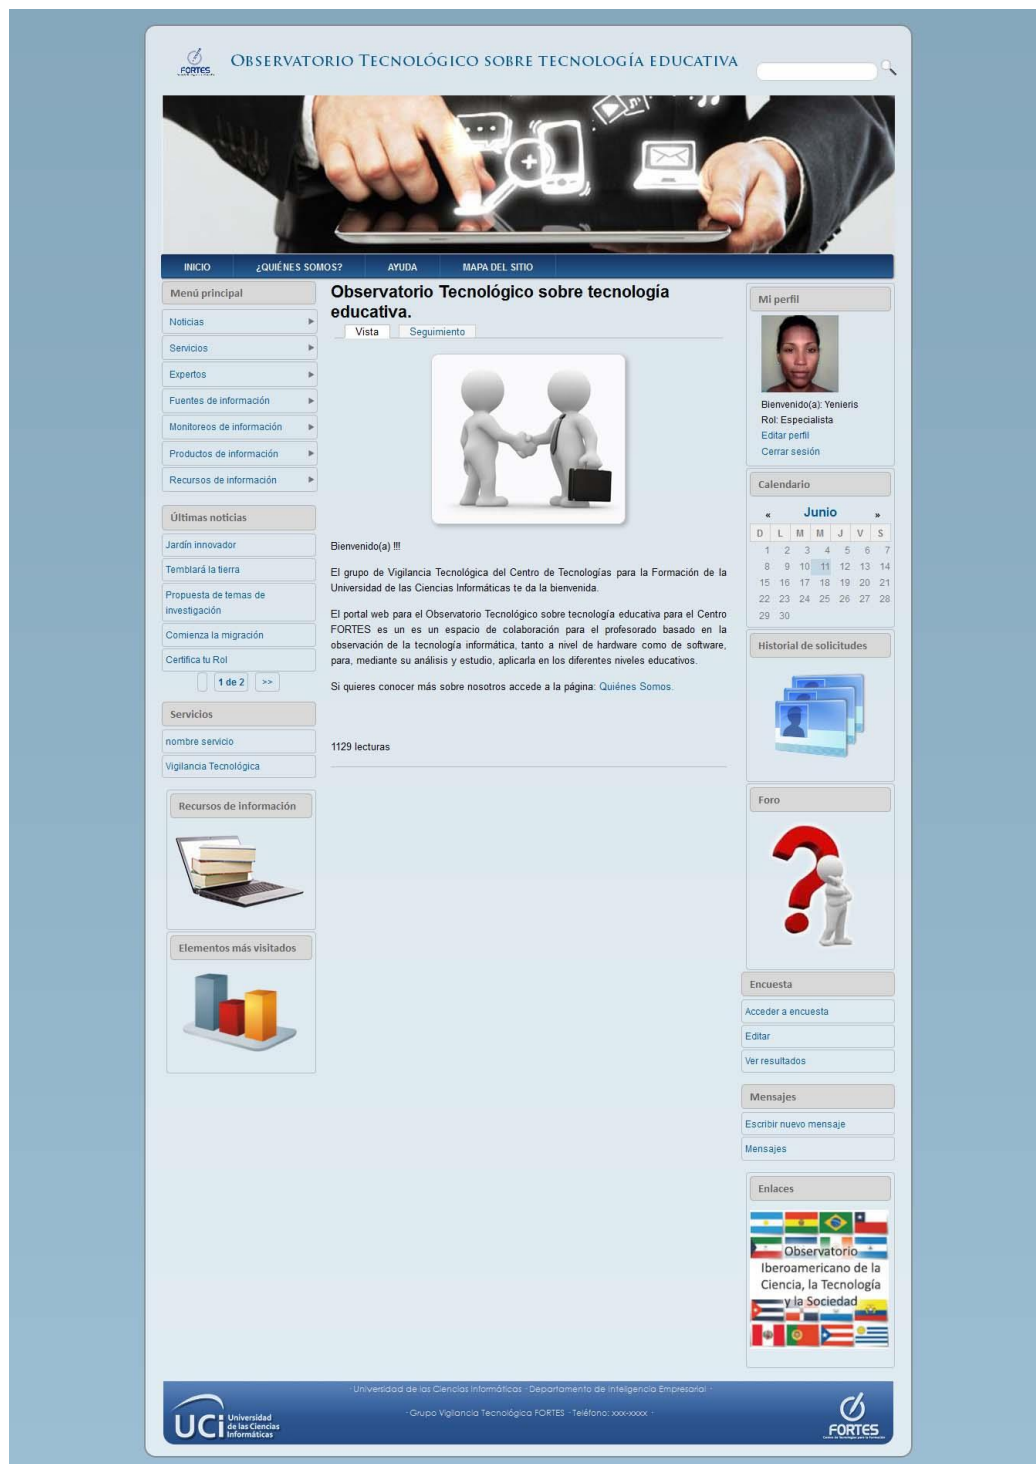 FORTES
OBSERVATORIO TECNOLÓGICO SOBRE TECNOLOGÍA EDUCATIVA
INICIO ¿QUIÉNES SOMOS? AYUDA MAPA DEL SITIO
Menú principal
Noticias
Servicios
Expertos
Fuentes de información
Monitoreos de información
Productos de información
Recursos de información
Últimas noticias
Jardín innovador
Temblará la tierra
Propuesta de temas de
investigación
Comienza la migración
Certifica tu Rol
1 de 2 >>
Servicios
nombre servicio
Vigilancia Tecnológica
Recursos de información
Elementos más visitados
Observatorio Tecnológico sobre tecnología
educativa.
Vista Seguimiento
Bienvenido(a) !!!
El grupo de Vigilancia Tecnológica del Centro de Tecnologías para la Formación de la
Universidad de las Ciencias Informáticas te da la bienvenida.
El portal web para el Observatorio Tecnológico sobre tecnología educativa para el Centro
FORTES es un es un espacio de colaboración para el profesorado basado en la
observación de la tecnología informática, tanto a nivel de hardware como de software,
para, mediante su análisis y estudio, aplicarla en los diferentes niveles educativos.
Si quieres conocer más sobre nosotros accede a la página: Quiénes Somos.
1129 lecturas
Mi perfil
Bienvenido(a): Yenieris
Rol: Especialista
Editar perfil
Cerrar sesión
Calendario
« Junio »
D L M M J V S
1 2 3 4 5 6 7
8 9 10 11 12 13 14
15 16 17 18 19 20 21
22 23 24 25 26 27 28
29 30
Historial de solicitudes
Foro
Encuesta
Acceder a encuesta
Editar
Ver resultados
Mensajes
Escribir nuevo mensaje
Mensajes
Enlaces
Observatorio
Iberoamericano de la
Ciencia, la Tecnología
y la Sociedad
· Universidad de las Ciencias Informáticas · Departamento de Inteligencia Empresarial ·
· Grupo Vigilancia Tecnológica FORTES · Teléfono: xxx-xxxx ·
UCi Universidad
de las Ciencias
Informáticas
FORTES